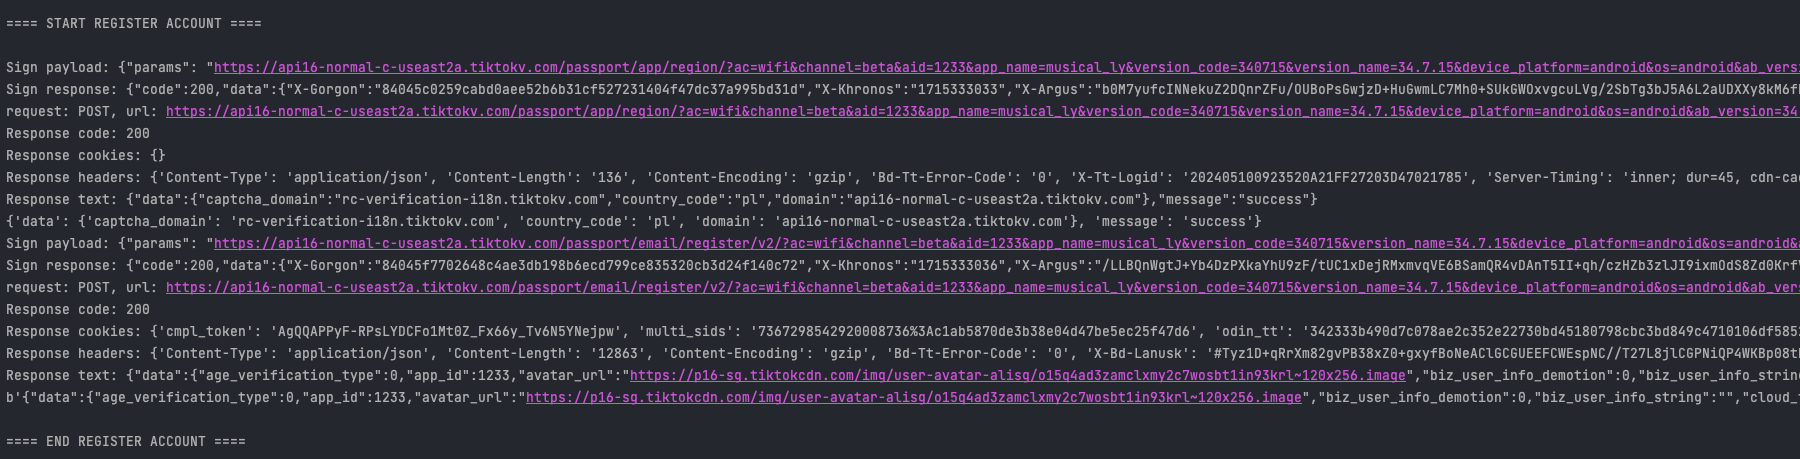 ==== START REGISTER ACCOUNT ====
Sign payload: {"params": "https://api16-normal-c-useast2a.tiktokv.com/passport/app/region/?ac=wifi&channel=beta&aid=1233&app_name=musical_ly&version_code=340715&version_name=34.7.15&device_platform=android&os=android&ab_versi
Sign response: {"code":200,"data":{"X-Gorgon":"84045c0259cabd0aee52b6b31cf527231404f47dc37a995bd31d","X-Khronos":"1715333033","X-Argus":"b0M7yufcINNekuZ2DQnrZFu/OUBoPsGwjzD+HuGwmLC7Mh0+SUkGWOxvgcuLVg/2SbTg3bJ5A6L2aUDXXy8kM6f
request: POST, url: https://api16-normal-c-useast2a.tiktokv.com/passport/app/region/?ac=wifi&channel=beta&aid=1233&app_name=musical_ly&version_code=340715&version_name=34.7.15&device_platform=android&os=android&ab_version=34.
Response code: 200
Response cookies: {}
Response headers: {'Content-Type': 'application/json', 'Content-Length': '136', 'Content-Encoding': 'gzip', 'Bd-Tt-Error-Code': '0', 'X-Tt-Logid': '202405100923520A21FF27203D47021785', 'Server-Timing': 'inner; dur=45, cdn-cac
Response text: {"data":{"captcha_domain":"rc-verification-i18n.tiktokv.com","country_code":"pl","domain":"api16-normal-c-useast2a.tiktokv.com"},"message":"success"}
{'data': {'captcha_domain': 'rc-verification-i18n.tiktokv.com', 'country_code': 'pl', 'domain': 'api16-normal-c-useast2a.tiktokv.com'}, 'message': 'success'}
Sign payload: {"params": "https://api16-normal-c-useast2a.tiktokv.com/passport/email/register/v2/?ac=wifi&channel=beta&aid=1233&app_name=musical_ly&version_code=340715&version_name=34.7.15&device_platform=android&os=android&a
Sign response: {"code":200,"data":{"X-Gorgon":"84045f7702648c4ae3db198b6ecd799ce835320cb3d24f140c72","X-Khronos":"1715333036","X-Argus":"/LLBQnWgtJ+Yb4DzPXkaYhU9zF/tUC1xDejRMxmvqVE6BSamQR4vDAnT5II+qh/czHZb3zlJI9ixmOdS8Zd0Krf
request: POST, url: https://api16-normal-c-useast2a.tiktokv.com/passport/email/register/v2/?ac=wifi&channel=beta&aid=1233&app_name=musical_ly&version_code=340715&version_name=34.7.15&device_platform=android&os=android&ab_vers
Response code: 200
Response cookies: {'cmpl_token': 'AgQQAPPyF-RPsLYDCFo1Mt0Z_Fx66y_Tv6N5YNejpw', 'multi_sids': '7367298542920008736%3Ac1ab5870de3b38e04d47be5ec25f47d6', 'odin_tt': '342333b490d7c078ae2c352e22730bd45180798cbc3bd849c4710106df585
Response headers: {'Content-Type': 'application/json', 'Content-Length': '12863', 'Content-Encoding': 'gzip', 'Bd-Tt-Error-Code': '0', 'X-Bd-Lanusk': '#Tyz1D+qRrXm82gvPB38xZ0+gxyfBoNeAClGCGUEEFCWEspNC//T27L8jlCGPNiQP4WKBp08t
Response text: {"data":{"age_verification_type":0,"app_id":1233,"avatar_url":"https://p16-sg.tiktokcdn.com/img/user-avatar-alisg/o15g4ad3zamclxmy2c7wosbt1in93krl~120x256.image","biz_user_info_demotion":0,"biz_user_info_strin
b'{"data":{"age_verification_type":0,"app_id":1233,"avatar_url":"https://p16-sg.tiktokcdn.com/img/user-avatar-alisg/o15g4ad3zamclxmy2c7wosbt1in93krl~120x256.image","biz_user_info_demotion":0,"biz_user_info_string":"","cloud_
==== END REGISTER ACCOUNT ====